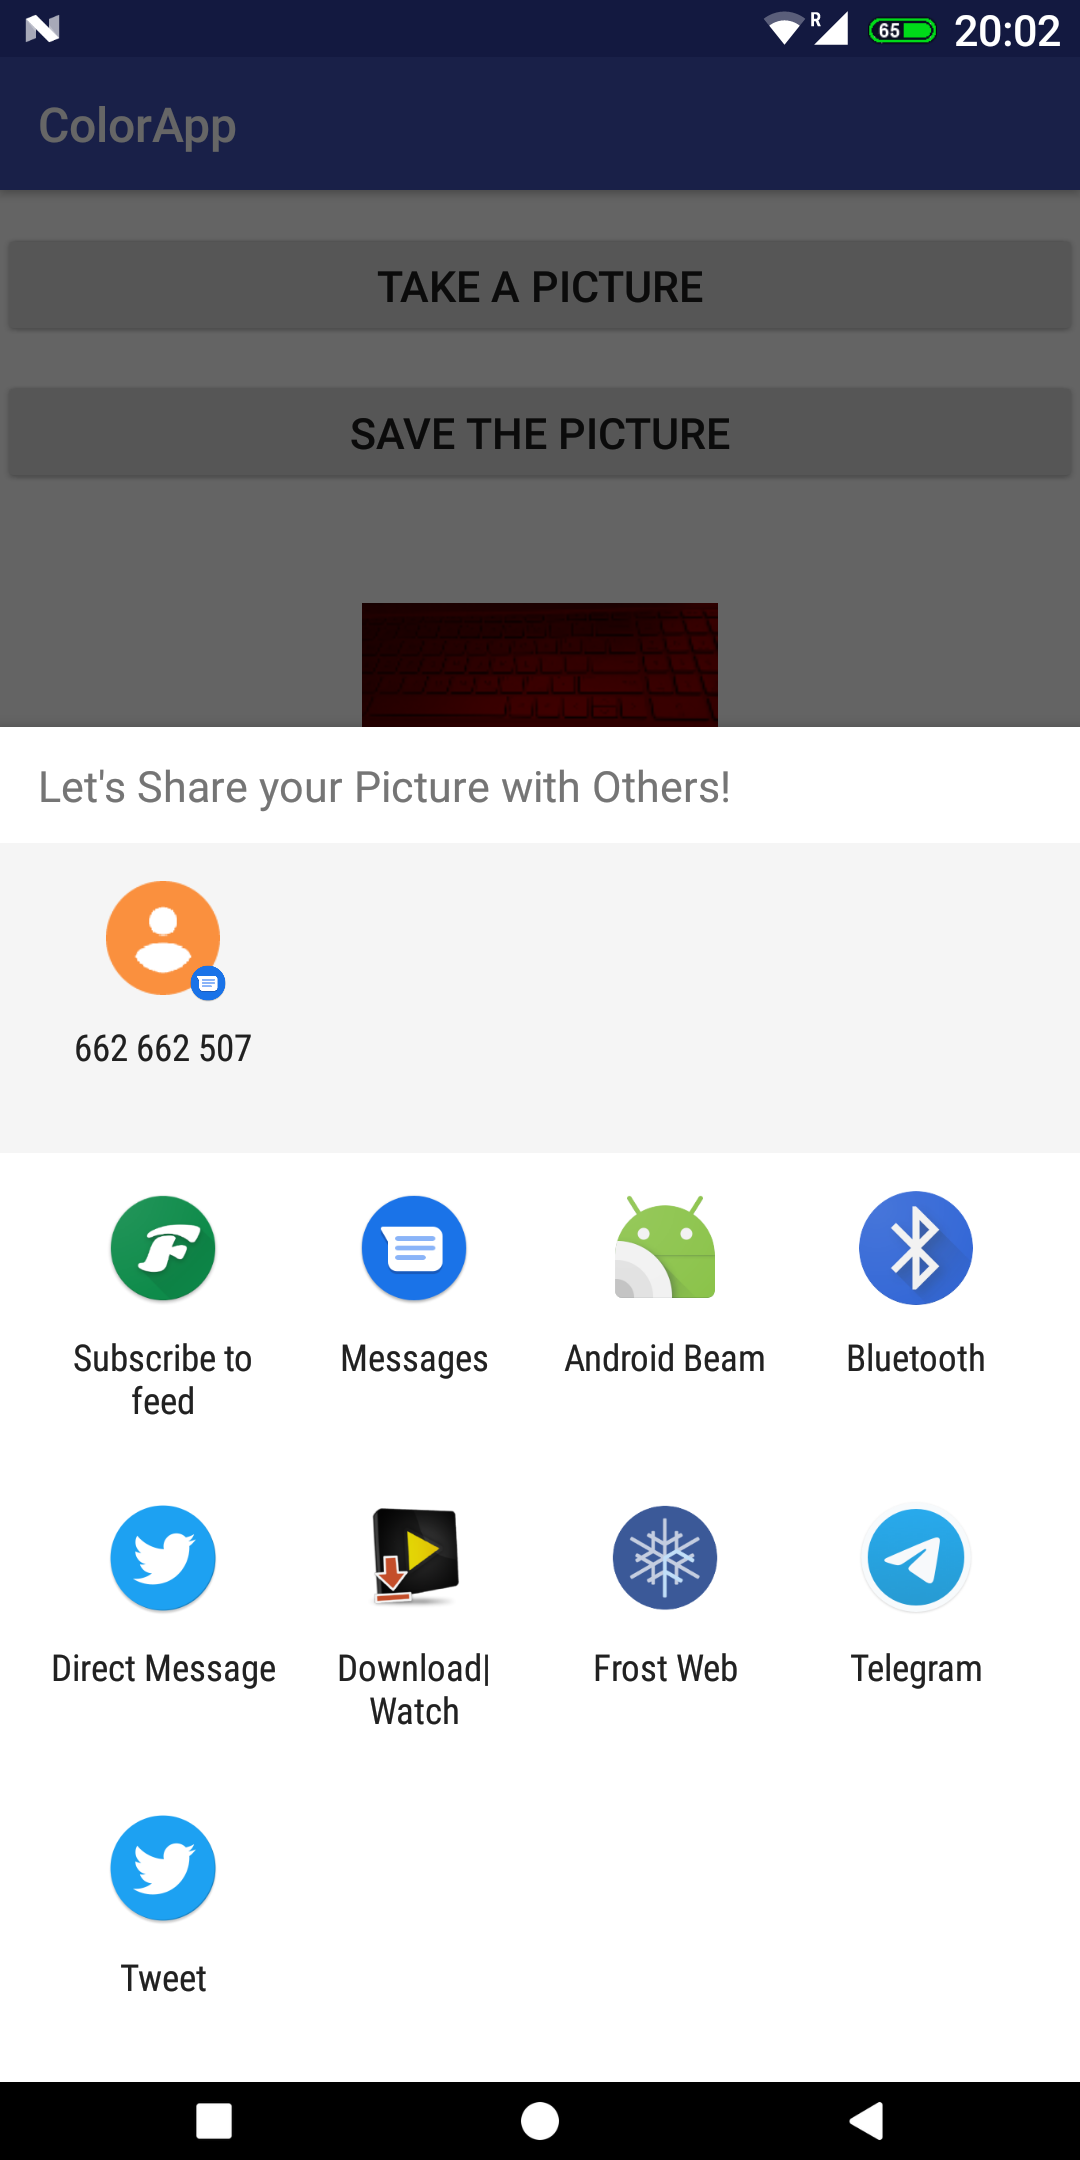 R 65 20:02
ColorApp
TAKE A PICTURE
SAVE THE PICTURE
Let's Share your Picture with Others!
662 662 507
Subscribe to
feed
Messages
Android Beam
Bluetooth
Direct Message
Download|
Watch
Frost Web
Telegram
Tweet